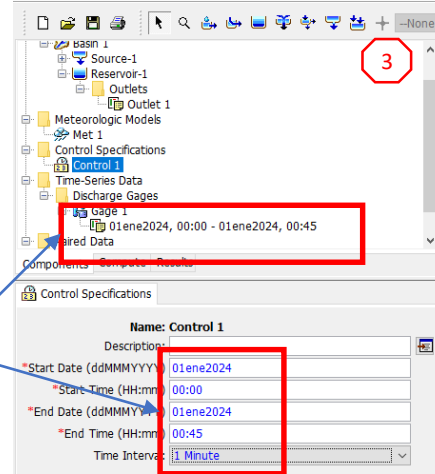 --None
3
Basin 1
Source-1
Reservoir-1
Outlets
Outlet 1
Meteorologic Models
Met 1
Control Specifications
Control 1
Time-Series Data
Discharge Gages
Gage 1
01ene2024, 00:00 - 01ene2024, 00:45
Paired Data
Components Compute Results
Control Specifications
Name: Control 1
Description:
*Start Date (ddMMMYYYY) 01ene2024
*Start Time (HH:mm) 00:00
*End Date (ddMMMYYYY) 01ene2024
*End Time (HH:mm) 00:45
Time Interval: 1 Minute